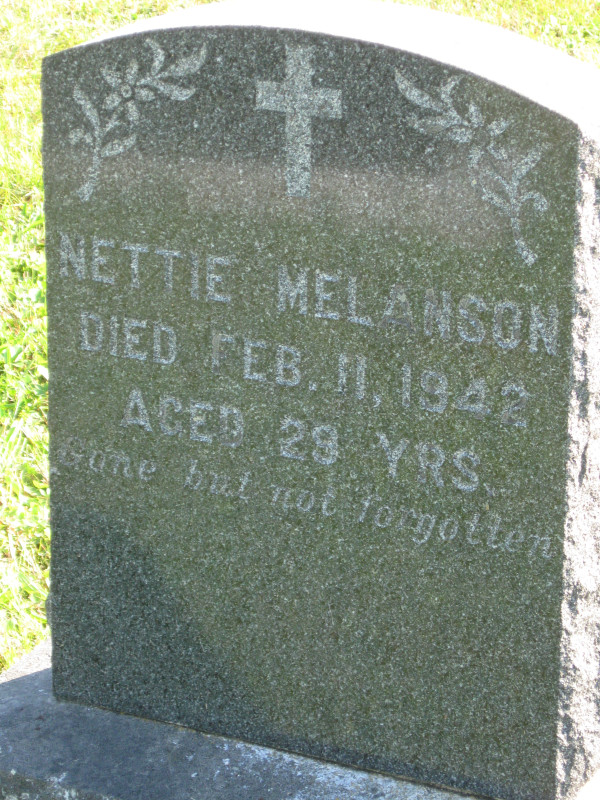 NETTIE MELANSON
DIED FEB. 11, 1942
AGED 29 YRS.
Gone but not forgotten